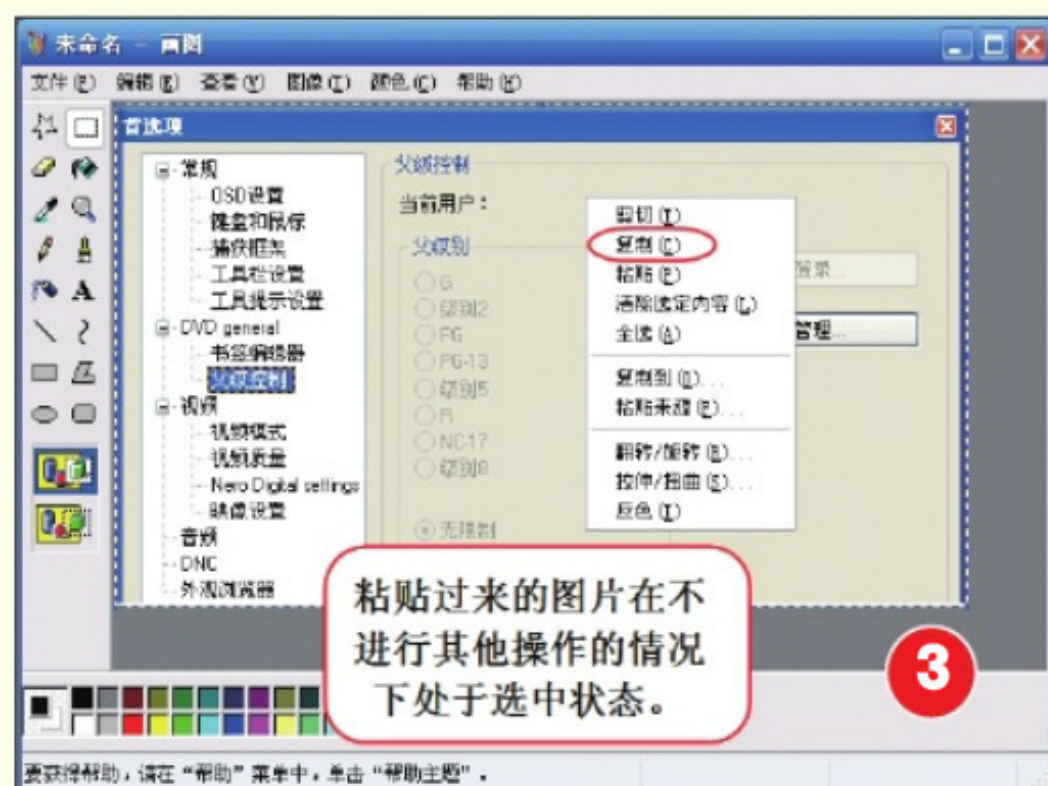 未命名 - 画图
文件(F) 编辑(E) 查看(V) 图像(I) 颜色(C) 帮助(H)
首选项
常规
OSD设置
键盘和鼠标
捕获框架
工具栏设置
工具提示设置
DVD general
书签编辑器
父级控制
视频
视频模式
视频质量
Nero Digital settings
映像设置
音频
DNC
外观浏览器
父级控制
当前用户：
父级别
G
级别2
PG
PG-13
级别5
R
NC-17
级别8
无限制
剪切(T)
复制(C)
粘贴(P)
清除选定内容(L)
全选(A)
复制到(O)...
粘贴来源(F)...
翻转/旋转(R)...
拉伸/扭曲(S)...
反色(I)
登录...
管理...
粘贴过来的图片在不
进行其他操作的情况
下处于选中状态。
3
要获得帮助，请在“帮助”菜单中，单击“帮助主题”。